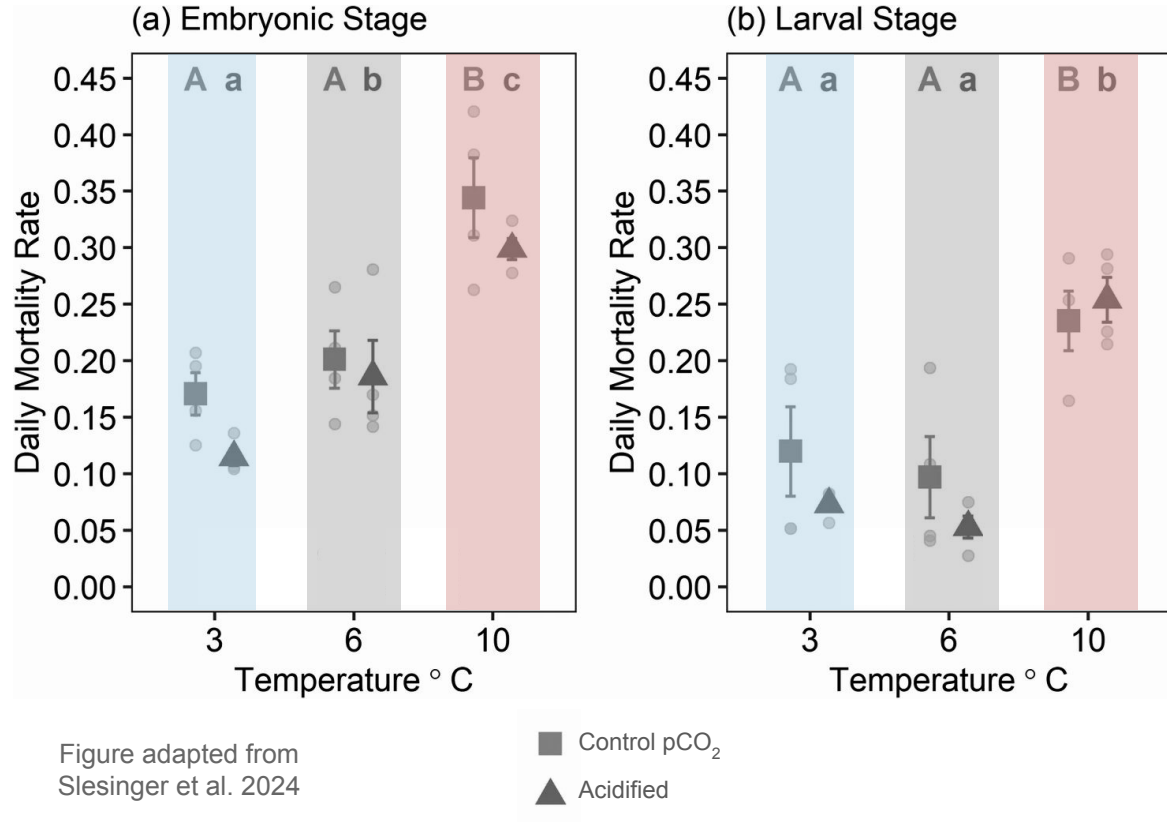 (a) Embryonic Stage
(b) Larval Stage
A a A b B c
A a A a B b
Daily Mortality Rate
0.45
0.40
0.35
0.30
0.25
0.20
0.15
0.10
0.05
0.00
3 6 10
Temperature ° C
Daily Mortality Rate
0.45
0.40
0.35
0.30
0.25
0.20
0.15
0.10
0.05
0.00
3 6 10
Temperature ° C
Figure adapted from
Slesinger et al. 2024
Control pCO₂
Acidified